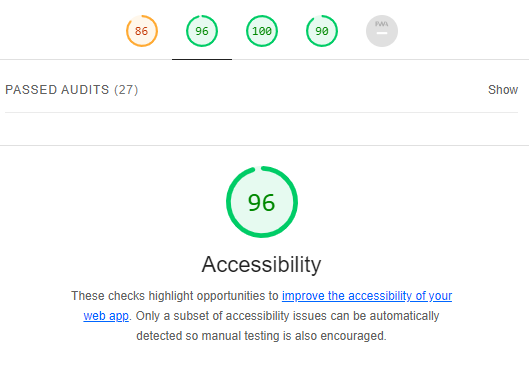 86 96 100 90 PWA
PASSED AUDITS (27) Show
96
Accessibility
These checks highlight opportunities to improve the accessibility of your
web app. Only a subset of accessibility issues can be automatically
detected so manual testing is also encouraged.